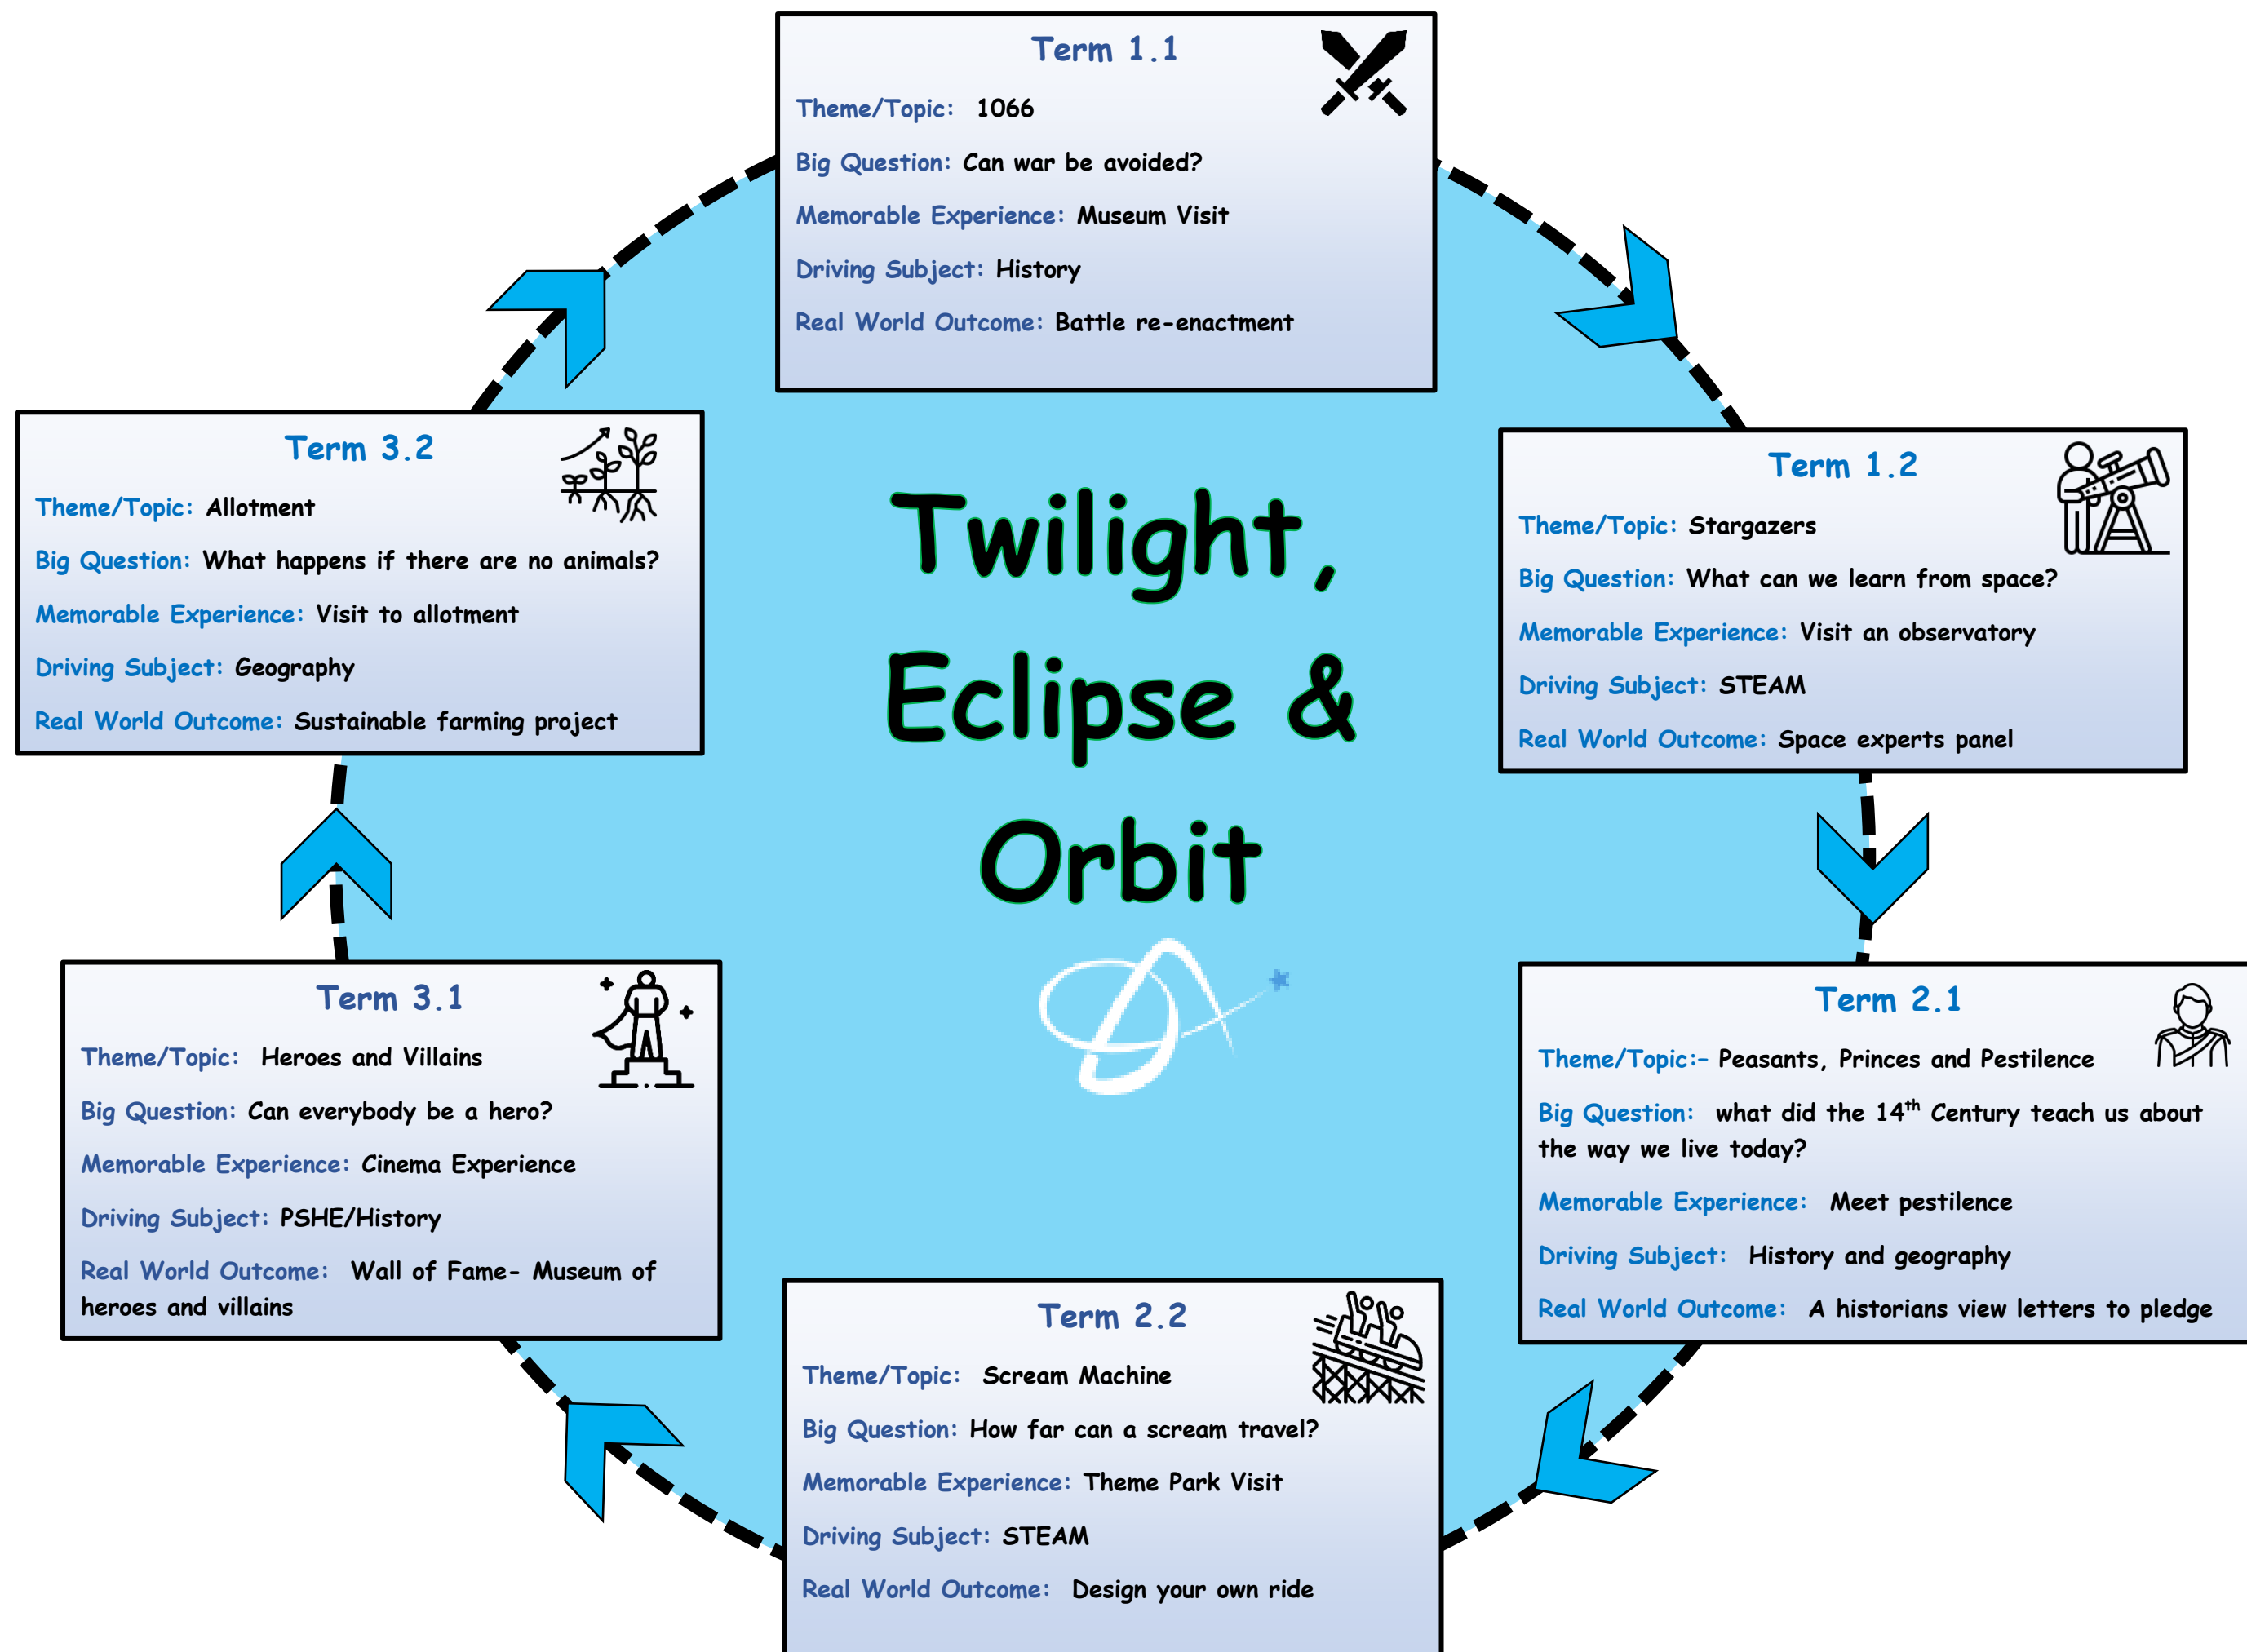 Term 1.1
Theme/Topic: 1066
Big Question: Can war be avoided?
Memorable Experience: Museum Visit
Driving Subject: History
Real World Outcome: Battle re-enactment
Term 1.2
Theme/Topic: Stargazers
Big Question: What can we learn from space?
Memorable Experience: Visit an observatory
Driving Subject: STEAM
Real World Outcome: Space experts panel
Term 2.1
Theme/Topic:- Peasants, Princes and Pestilence
Big Question: what did the 14th Century teach us about
the way we live today?
Memorable Experience: Meet pestilence
Driving Subject: History and geography
Real World Outcome: A historians view letters to pledge
Term 2.2
Theme/Topic: Scream Machine
Big Question: How far can a scream travel?
Memorable Experience: Theme Park Visit
Driving Subject: STEAM
Real World Outcome: Design your own ride
Term 3.1
Theme/Topic: Heroes and Villains
Big Question: Can everybody be a hero?
Memorable Experience: Cinema Experience
Driving Subject: PSHE/History
Real World Outcome: Wall of Fame- Museum of
heroes and villains
Term 3.2
Theme/Topic: Allotment
Big Question: What happens if there are no animals?
Memorable Experience: Visit to allotment
Driving Subject: Geography
Real World Outcome: Sustainable farming project
Twilight,
Eclipse &
Orbit